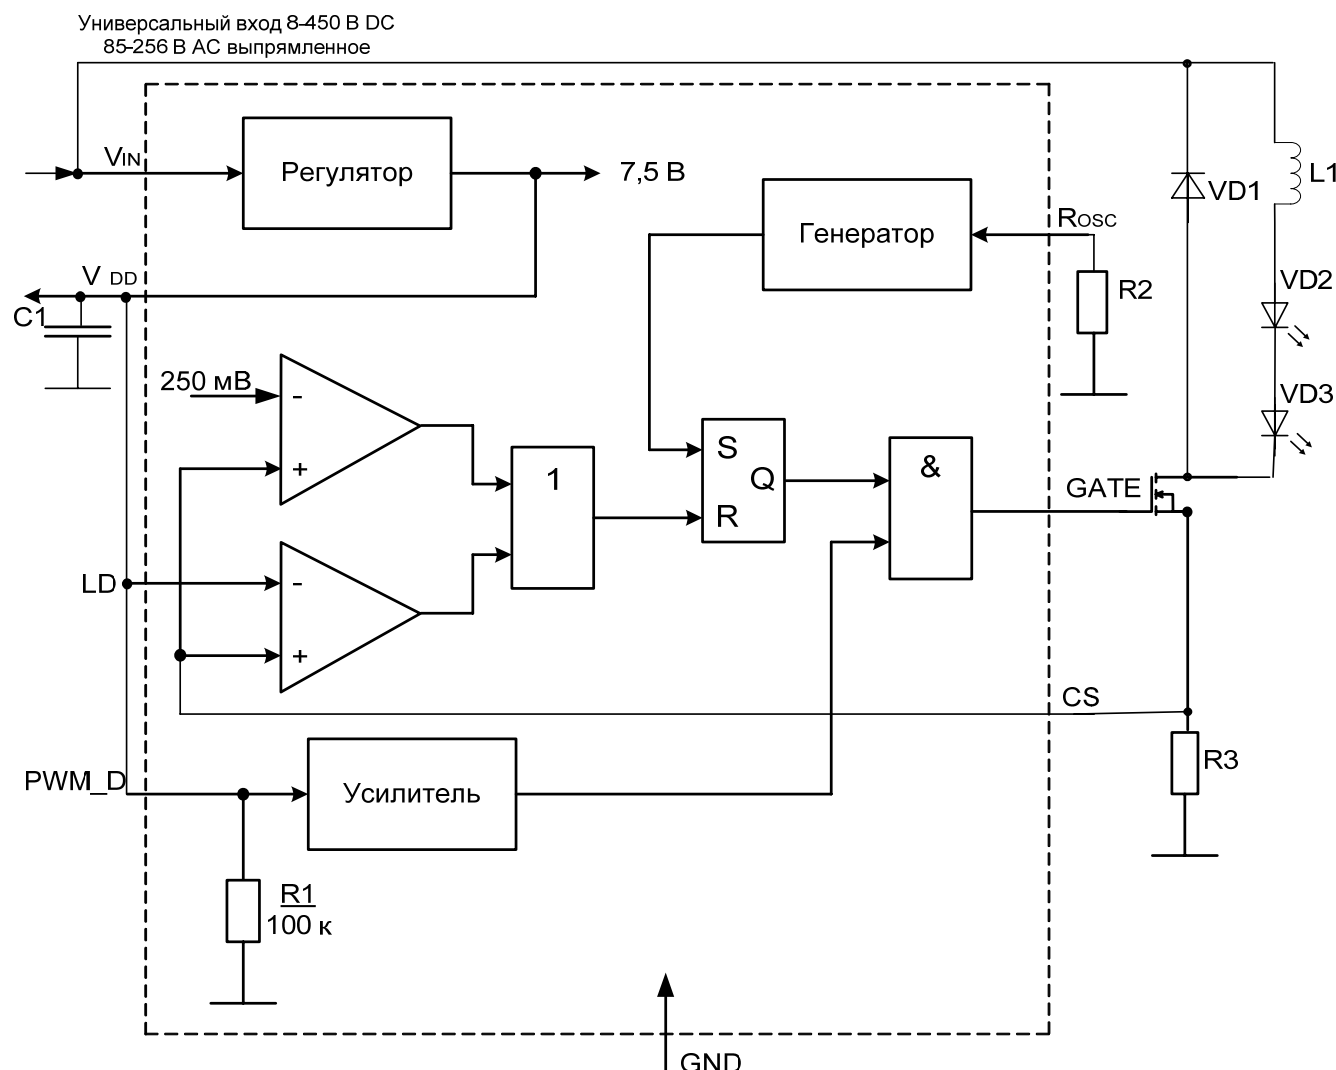 Универсальный вход 8-450 В DC
85-256 В AC выпрямленное
VIN
Регулятор
7,5 В
Генератор
ROSC
VD1
L1
V DD
C1
R2
VD2
250 мВ
-
+
1
S
Q
R
&
GATE
VD3
LD
-
+
CS
PWM_D
Усилитель
R3
R1
100 к
GND